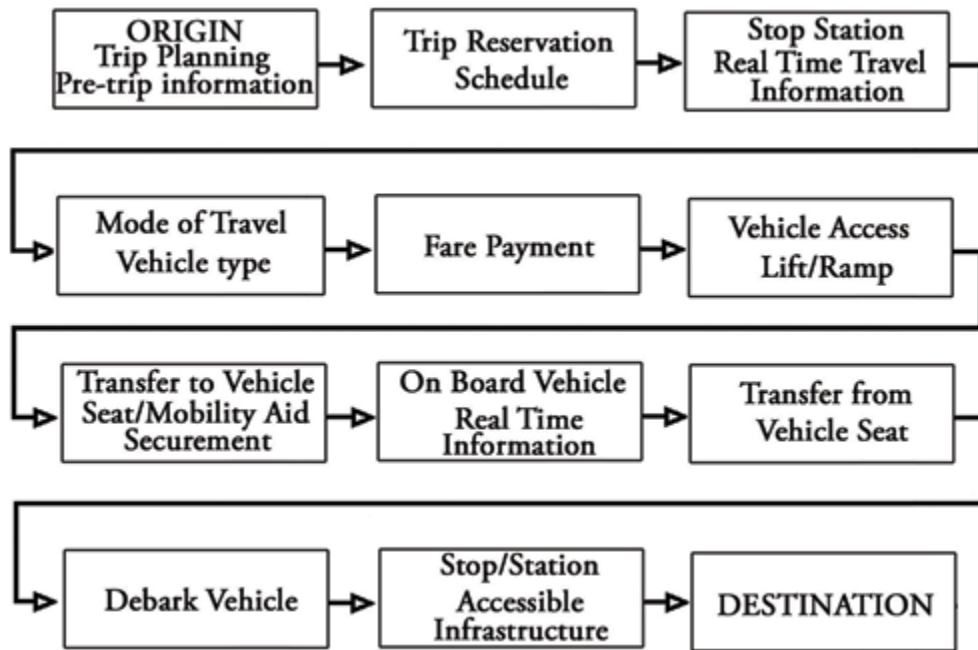 ORIGIN
Trip Planning
Pre-trip information
Trip Reservation
Schedule
Stop Station
Real Time Travel
Information
Mode of Travel
Vehicle type
Fare Payment
Vehicle Access
Lift/Ramp
Transfer to Vehicle
Seat/Mobility Aid
Securement
On Board Vehicle
Real Time
Information
Transfer from
Vehicle Seat
Debark Vehicle
Stop/Station
Accessible
Infrastructure
DESTINATION